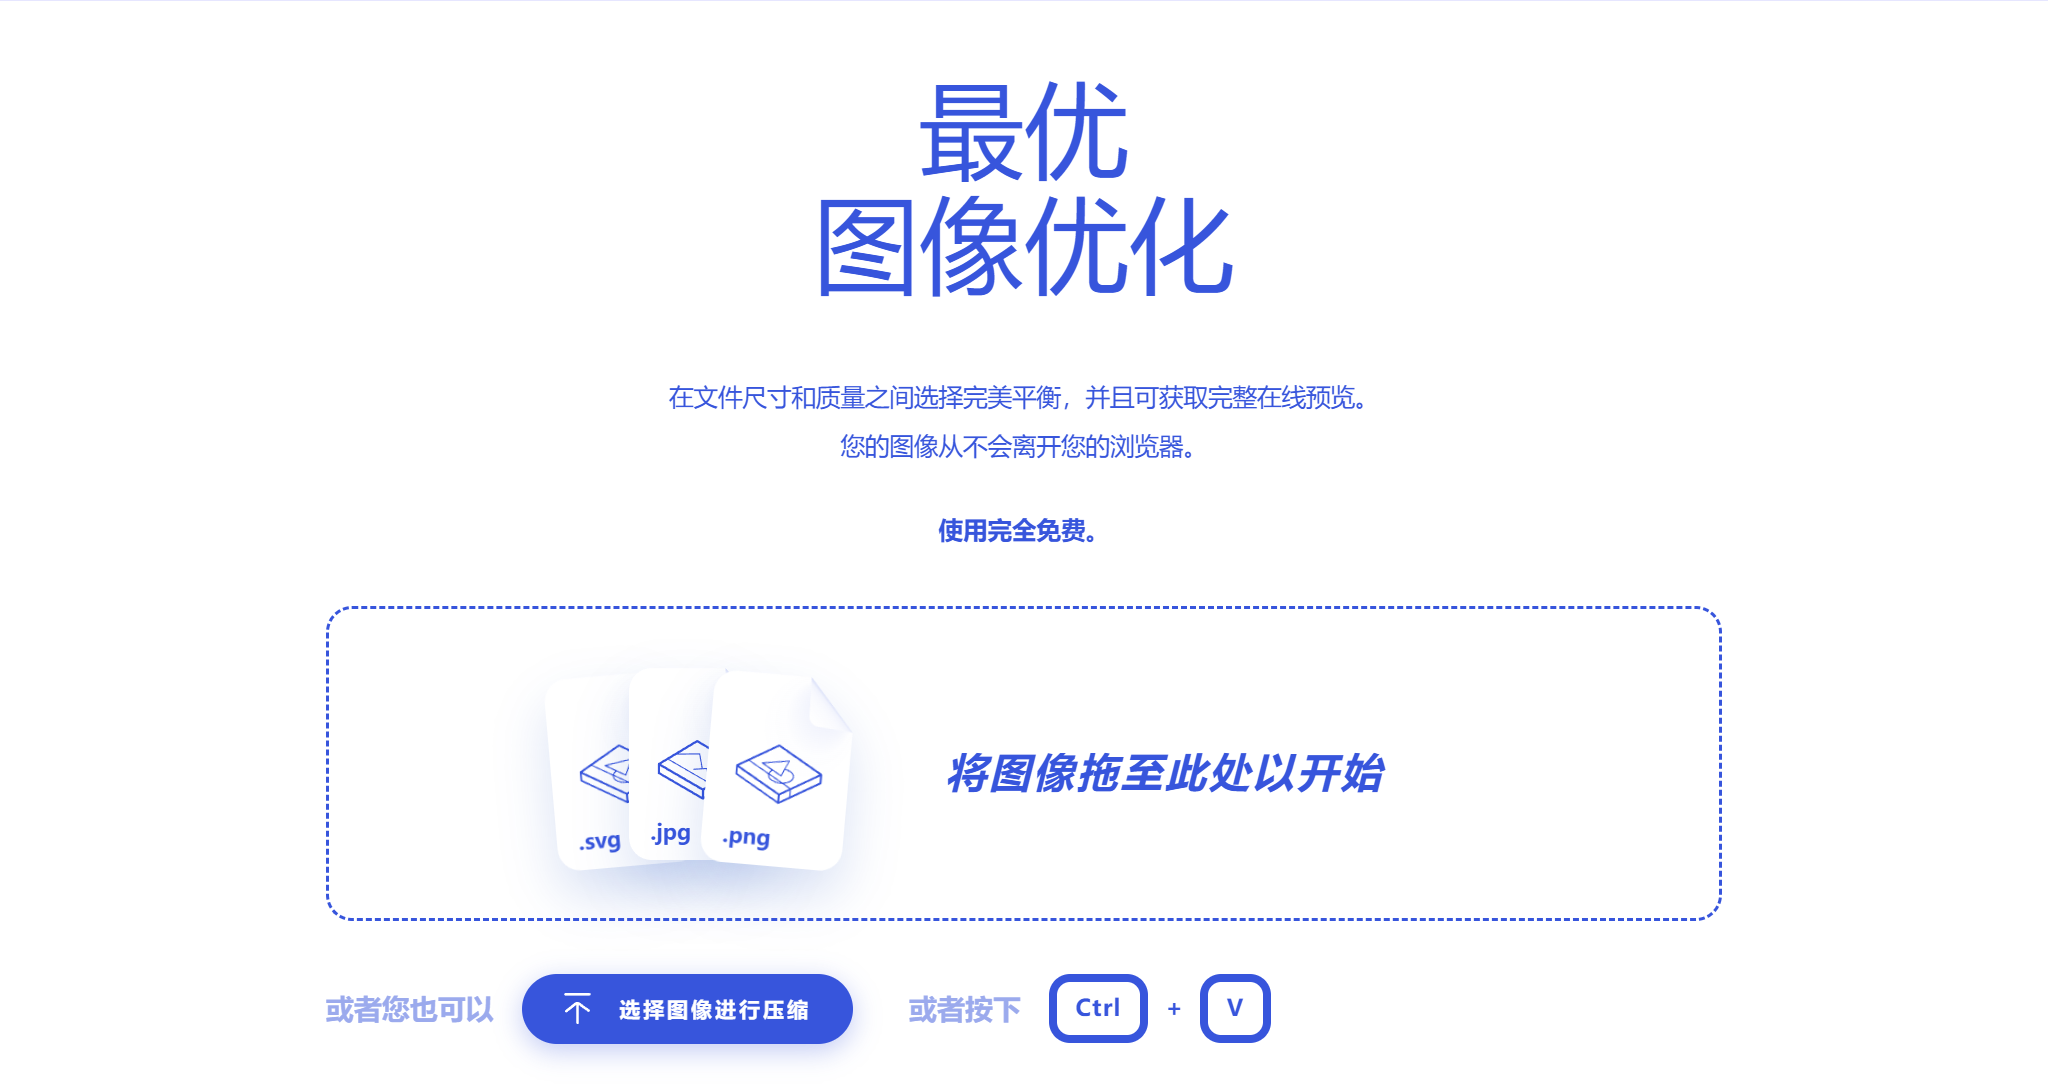 最优
图像优化
在文件尺寸和质量之间选择完美平衡，并且可获取完整在线预览。
您的图像从不会离开您的浏览器。
使用完全免费。
.svg
.jpg
.png
将图像拖至此处以开始
或者您也可以 选择图像进行压缩 或者按下 Ctrl + V